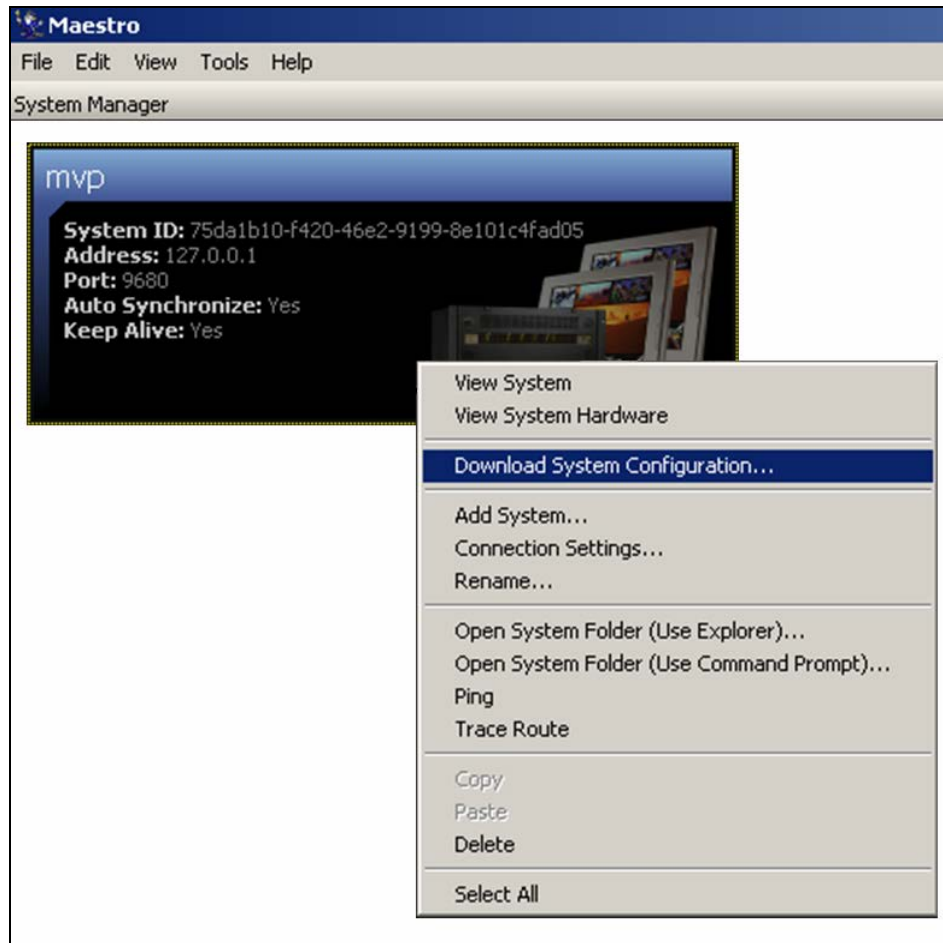 Maestro
File Edit View Tools Help
System Manager
mvp
System ID: 75da1b10-f420-46e2-9199-8e101c4fad05
Address: 127.0.0.1
Port: 9680
Auto Synchronize: Yes
Keep Alive: Yes
View System
View System Hardware
Download System Configuration...
Add System...
Connection Settings...
Rename...
Open System Folder (Use Explorer)...
Open System Folder (Use Command Prompt)...
Ping
Trace Route
Copy
Paste
Delete
Select All